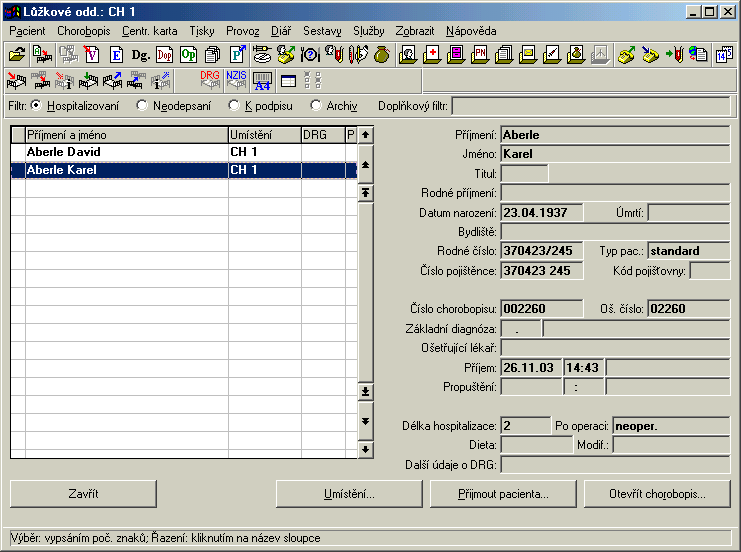 Lůžkové odd.: CH 1
Pacient Chorobopis Centr. karta Tisky Provoz Diář Sestavy Služby Zobrazit Nápověda
V E Dg. Dop Op P PN 14 15
DRG NZIS A4
Filtr: Hospitalizovaní Neodepsaní K podpisu Archiv Doplňkový filtr:
Příjmení a jméno Umístění DRG P
Aberle David CH 1
Aberle Karel CH 1
Příjmení: Aberle
Jméno: Karel
Titul:
Rodné příjmení:
Datum narození: 23.04.1937 Úmrtí:
Bydliště:
Rodné číslo: 370423/245 Typ pac.: standard
Číslo pojištěnce: 370423 245 Kód pojišťovny:
Číslo chorobopisu: 002260 Oš. číslo: 02260
Základní diagnóza: .
Ošetřující lékař:
Příjem: 26.11.03 14:43
Propuštění: :
Délka hospitalizace: 2 Po operaci: neoper.
Dieta: Modif.:
Další údaje o DRG:
Zavřít Umístění... Přijmout pacienta... Otevřít chorobopis...
Výběr: vypsáním poč. znaků; Řazení: kliknutím na název sloupce